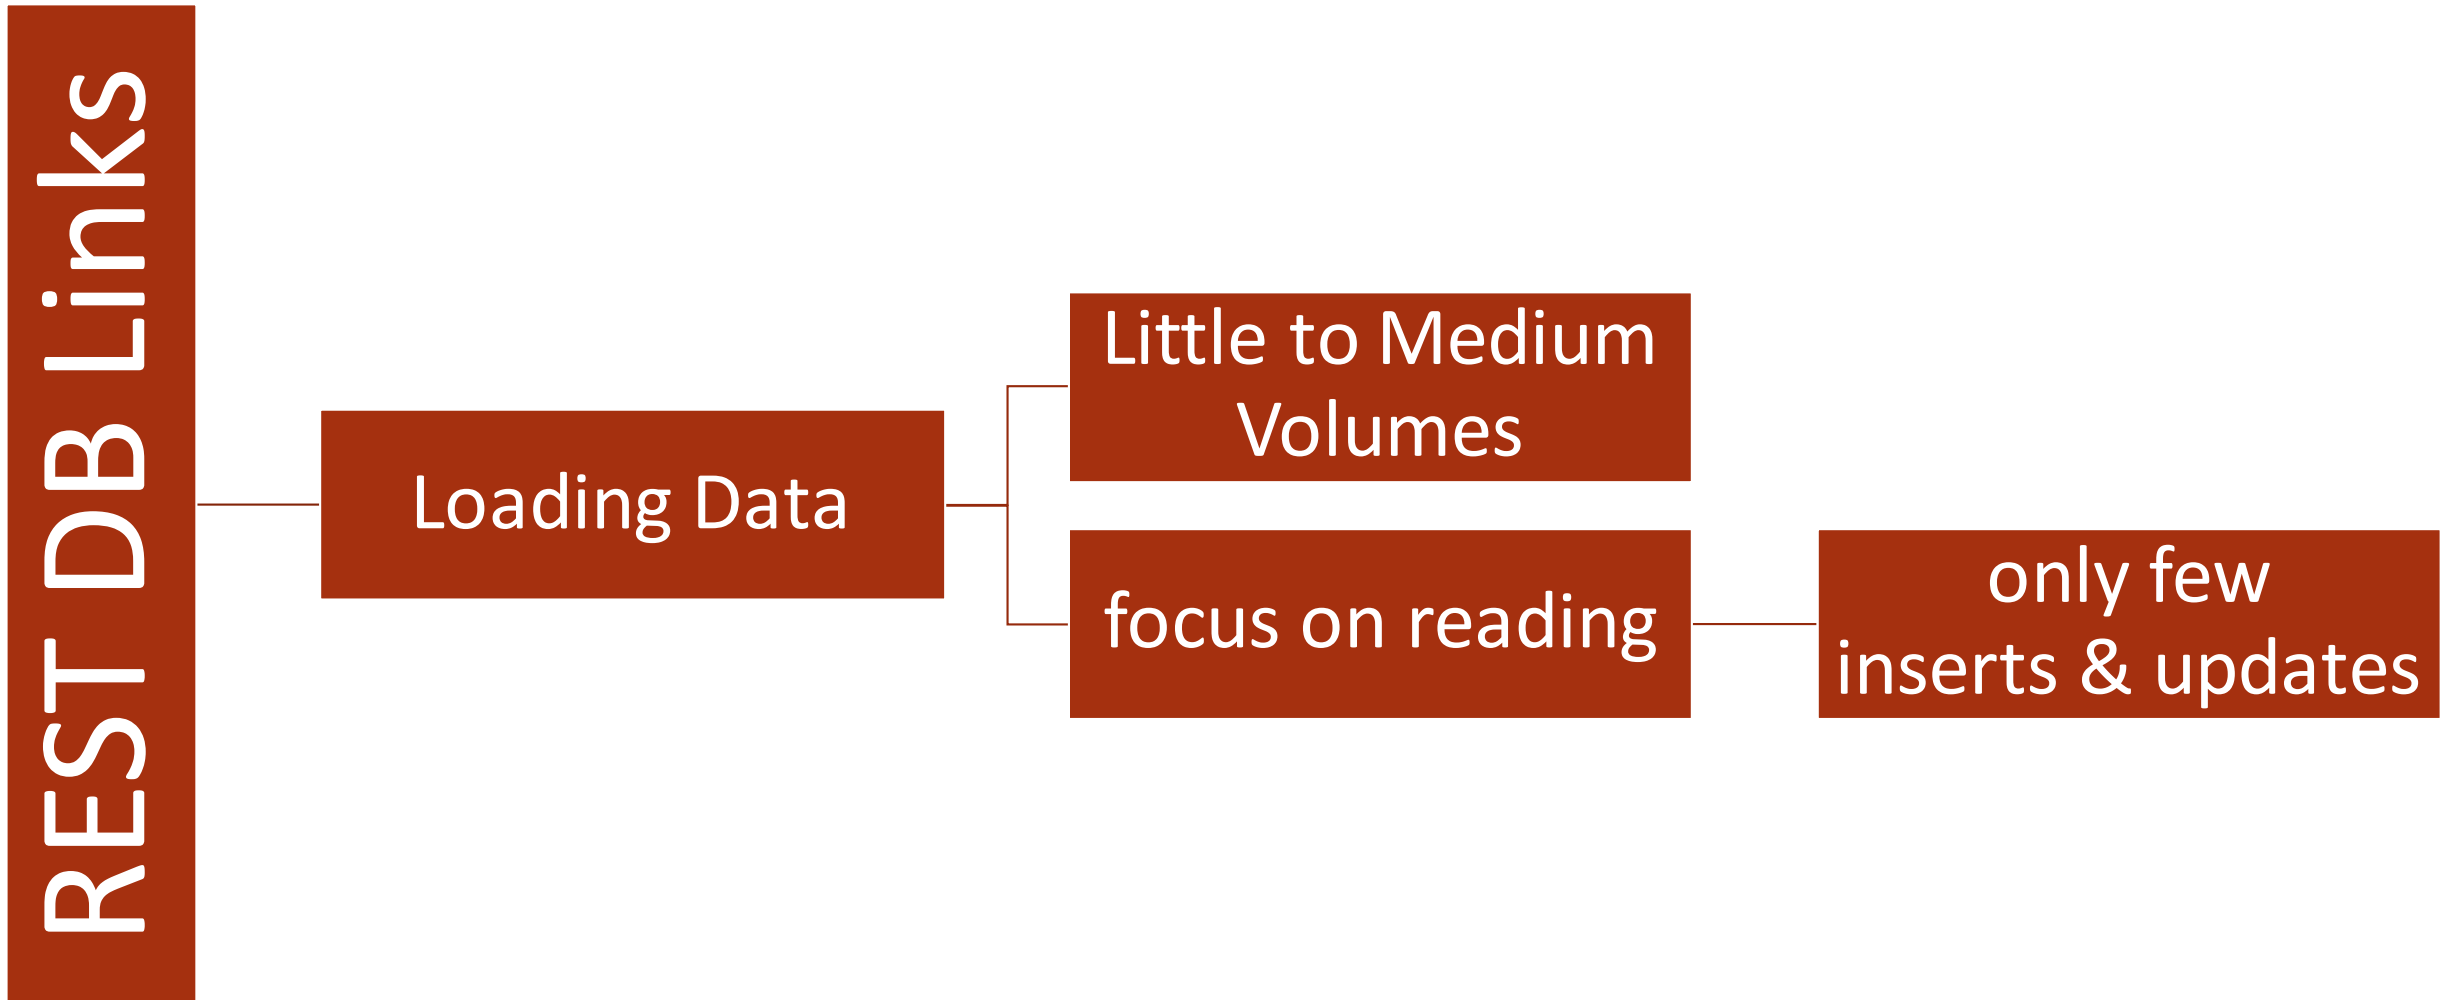 REST DB Links
Loading Data
Little to Medium
Volumes
focus on reading
only few
inserts & updates